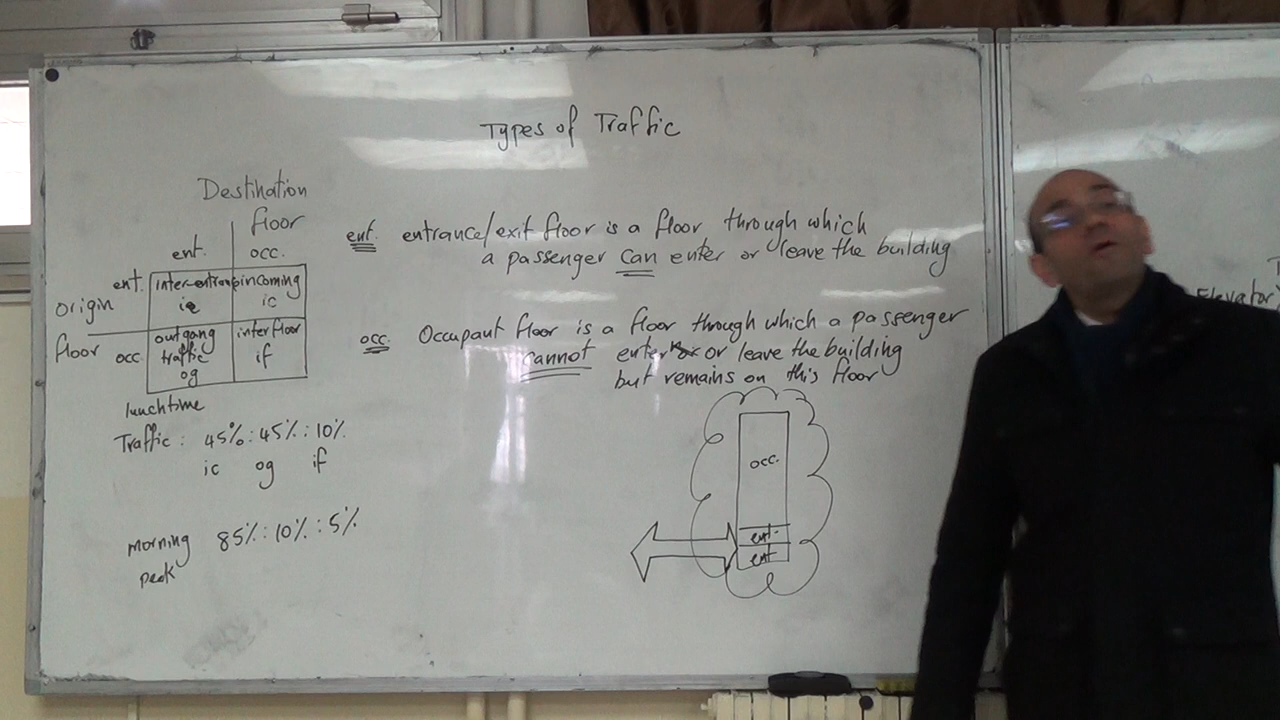 Types of Traffic
Destination
floor
ent. occ.
ent. inter-entrance incoming
origin ie ic
floor occ. outgoing interfloor
traffic if
og
lunchtime
Traffic : 45% : 45% : 10%
ic og if
morning 85% : 10% : 5%
peak
ent. entrance/exit floor is a floor through which
a passenger can enter or leave the building
occ. Occupant floor is a floor through which a passenger
cannot enter or leave the building
but remains on this floor
occ.
ent.
ent
Elevator